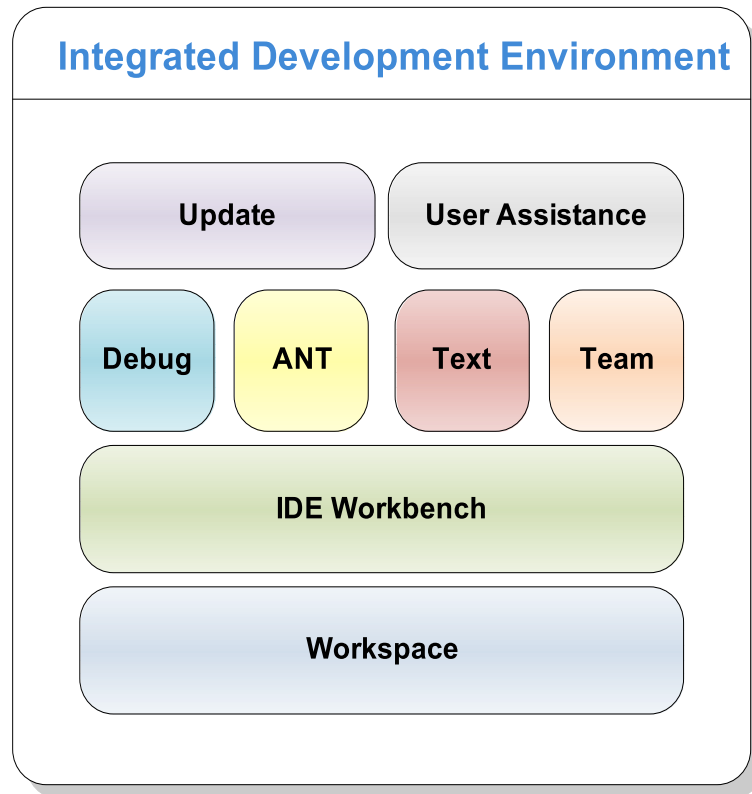 Integrated Development Environment
Update
User Assistance
Debug
ANT
Text
Team
IDE Workbench
Workspace